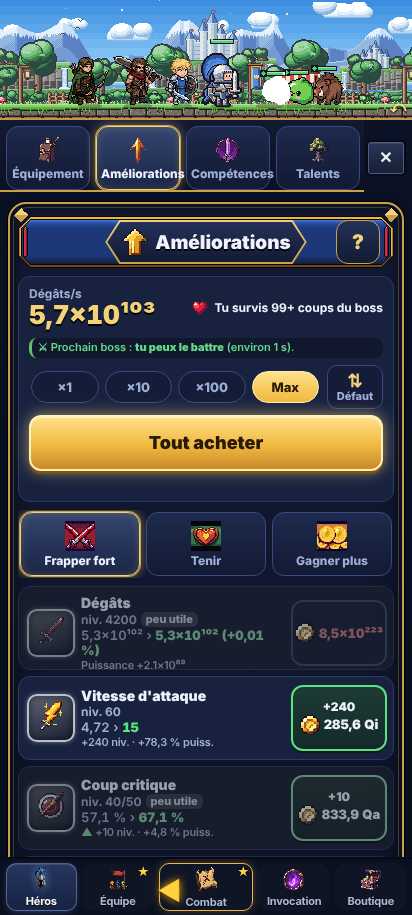 Équipement
Améliorations
Compétences
Talents
×
Améliorations
?
Dégâts/s
5,7×10¹⁰³
Tu survis 99+ coups du boss
Prochain boss : tu peux le battre (environ 1 s).
×1
×10
×100
Max
Défaut
Tout acheter
Frapper fort
Tenir
Gagner plus
Dégâts
niv. 4200 peu utile
5,3×10¹⁰² › 5,3×10¹⁰² (+0,01
%)
Puissance +2.1×10⁶⁹
8,5×10²²³
Vitesse d'attaque
niv. 60
4,72 › 15
+240 niv. · +78,3 % puiss.
+240
285,6 Qi
Coup critique
niv. 40/50 peu utile
57,1 % › 67,1 %
▲ +10 niv. · +4,8 % puiss.
+10
833,9 Qa
Héros
Équipe
Combat
Invocation
Boutique